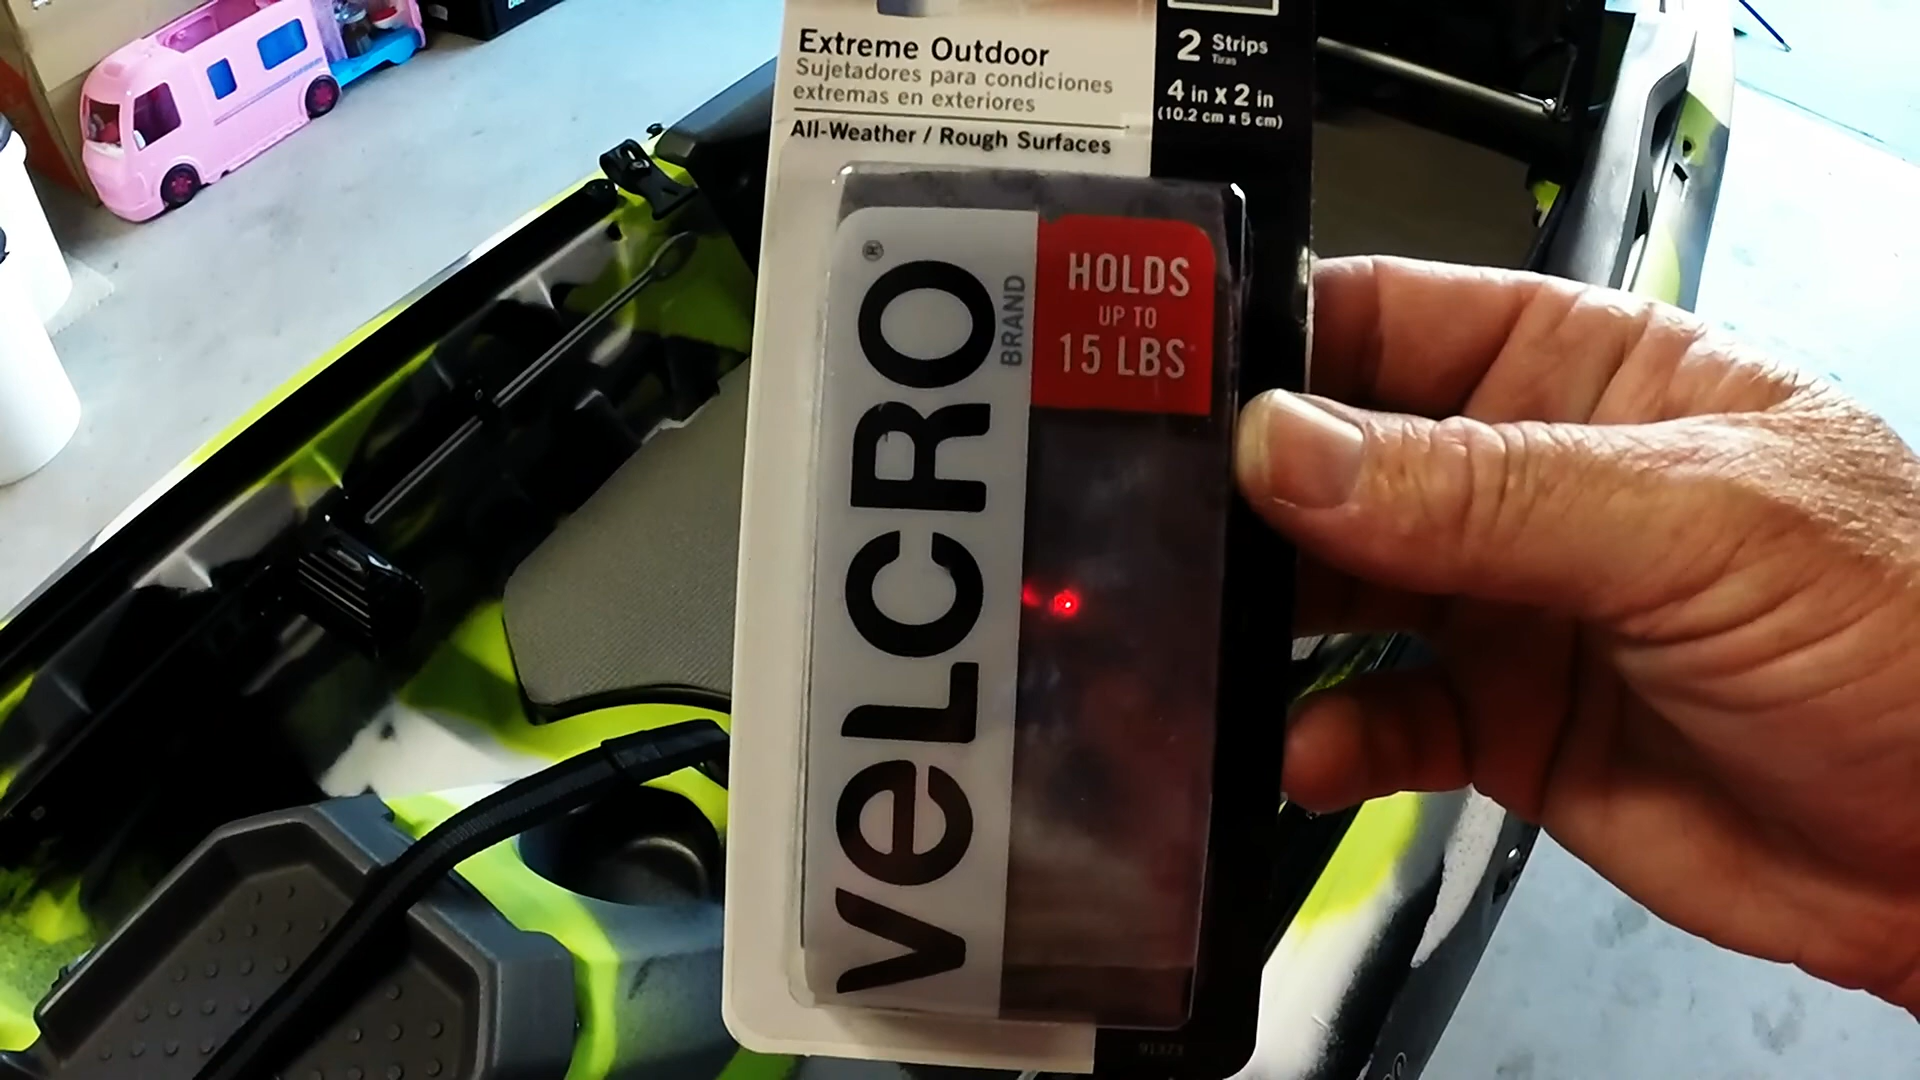 Extreme Outdoor
Sujetadores para condiciones
extremas en exteriores
All-Weather / Rough Surfaces
2 Strips
Tiras
4 in x 2 in
(10.2 cm x 5 cm)
VELCRO®
BRAND
HOLDS
UP TO
15 LBS
91373